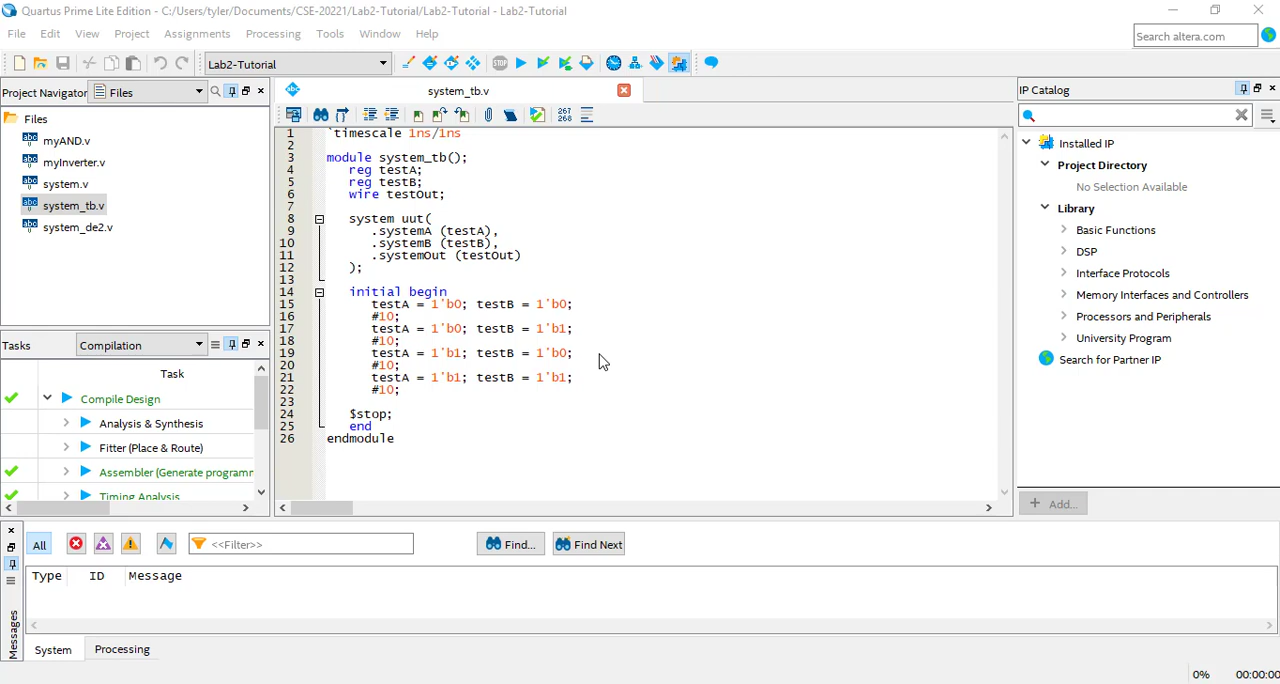 Quartus Prime Lite Edition - C:/Users/tyler/Documents/CSE-20221/Lab2-Tutorial/Lab2-Tutorial - Lab2-Tutorial
File Edit View Project Assignments Processing Tools Window Help
Search altera.com
Lab2-Tutorial
Project Navigator Files
system_tb.v
IP Catalog
Files
myAND.v
myInverter.v
system.v
system_tb.v
system_de2.v
267
268
1 `timescale 1ns/1ns
2
3 module system_tb();
4 reg testA;
5 reg testB;
6 wire testOut;
7
8 system uut(
9 .systemA (testA),
10 .systemB (testB),
11 .systemOut (testOut)
12 );
13
14 initial begin
15 testA = 1'b0; testB = 1'b0;
16 #10;
17 testA = 1'b0; testB = 1'b1;
18 #10;
19 testA = 1'b1; testB = 1'b0;
20 #10;
21 testA = 1'b1; testB = 1'b1;
22 #10;
23
24 $stop;
25 end
26 endmodule
Installed IP
Project Directory
No Selection Available
Library
Basic Functions
DSP
Interface Protocols
Memory Interfaces and Controllers
Processors and Peripherals
University Program
Search for Partner IP
+ Add...
Tasks Compilation
Task
Compile Design
Analysis & Synthesis
Fitter (Place & Route)
Assembler (Generate programm
Timing Analysis
All <<Filter>> Find... Find Next
Type ID Message
Messages
System Processing
0% 00:00:00